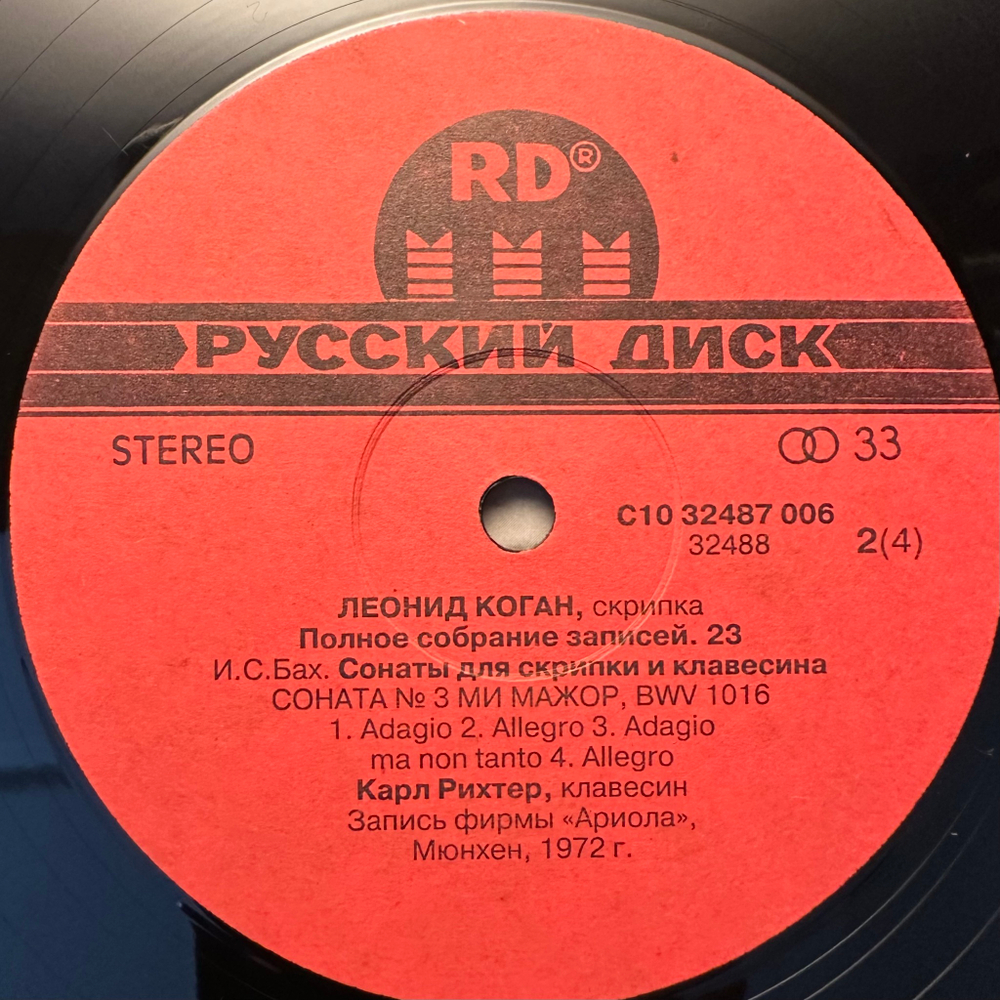 RD®
РУССКИЙ ДИСК
STEREO
33
С10 32487 006
32488
2(4)
ЛЕОНИД КОГАН, скрипка
Полное собрание записей. 23
И.С.Бах. Сонаты для скрипки и клавесина
СОНАТА № 3 МИ МАЖОР, BWV 1016
1. Adagio 2. Allegro 3. Adagio
ma non tanto 4. Allegro
Карл Рихтер, клавесин
Запись фирмы «Ариола»,
Мюнхен, 1972 г.